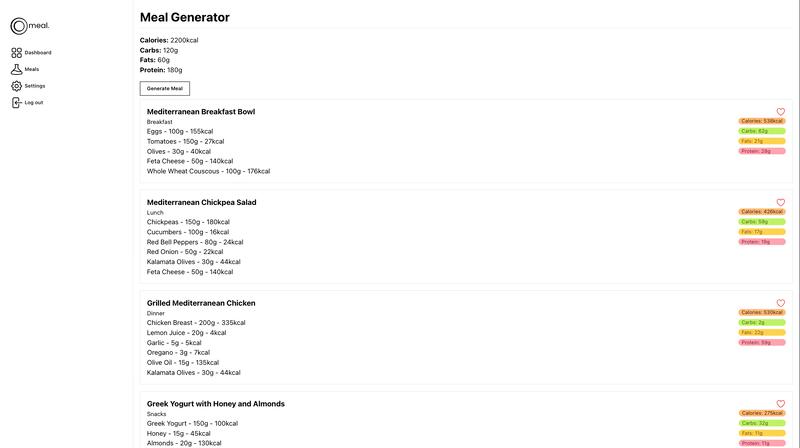 meal.
Dashboard
Meals
Settings
Log out
Meal Generator
Calories: 2200kcal
Carbs: 120g
Fats: 60g
Protein: 180g
Generate Meal
Mediterranean Breakfast Bowl
Breakfast
Eggs - 100g - 155kcal
Tomatoes - 150g - 27kcal
Olives - 30g - 40kcal
Feta Cheese - 50g - 140kcal
Whole Wheat Couscous - 100g - 176kcal
Calories: 538kcal
Carbs: 62g
Fats: 21g
Protein: 28g
Mediterranean Chickpea Salad
Lunch
Chickpeas - 150g - 180kcal
Cucumbers - 100g - 16kcal
Red Bell Peppers - 80g - 24kcal
Red Onion - 50g - 22kcal
Kalamata Olives - 30g - 44kcal
Feta Cheese - 50g - 140kcal
Calories: 426kcal
Carbs: 59g
Fats: 17g
Protein: 19g
Grilled Mediterranean Chicken
Dinner
Chicken Breast - 200g - 335kcal
Lemon Juice - 20g - 4kcal
Garlic - 5g - 5kcal
Oregano - 3g - 7kcal
Olive Oil - 15g - 135kcal
Kalamata Olives - 30g - 44kcal
Calories: 530kcal
Carbs: 2g
Fats: 22g
Protein: 59g
Greek Yogurt with Honey and Almonds
Snacks
Greek Yogurt - 150g - 100kcal
Honey - 15g - 45kcal
Almonds - 20g - 130kcal
Calories: 275kcal
Carbs: 32g
Fats: 11g
Protein: 11g